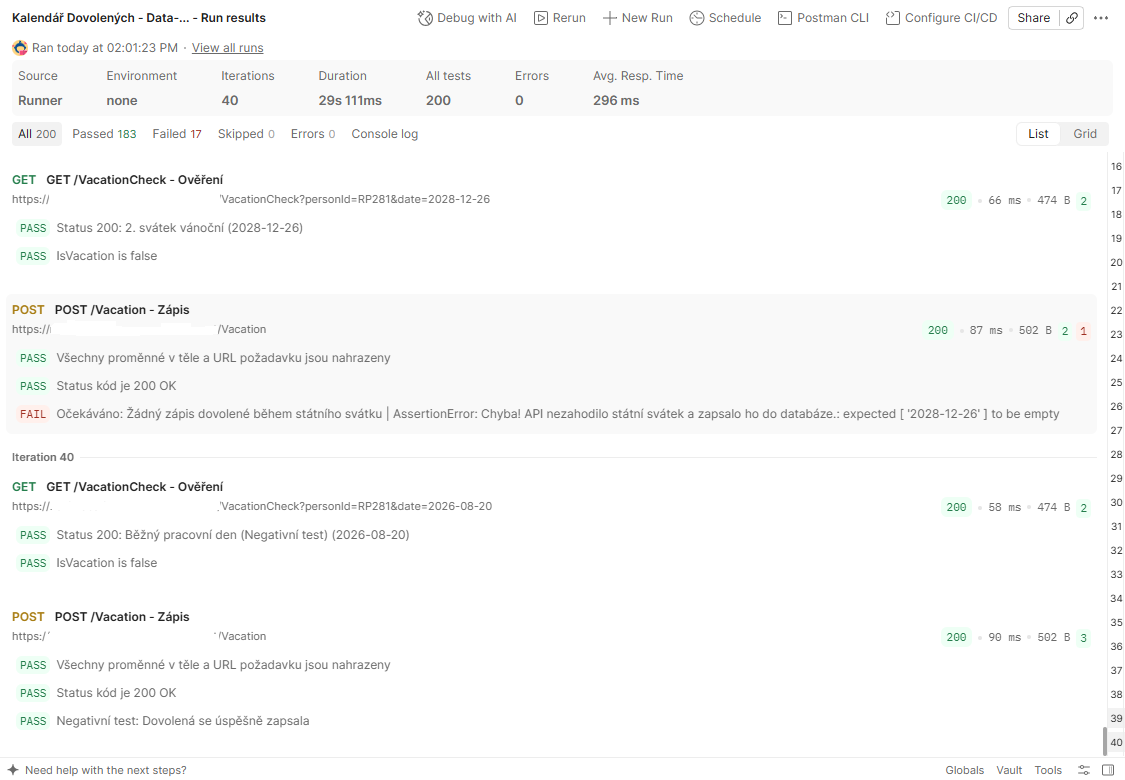 Kalendář Dovolených - Data-... - Run results
Debug with AI Rerun New Run Schedule Postman CLI Configure CI/CD Share
Ran today at 02:01:23 PM · View all runs
Source Environment Iterations Duration All tests Errors Avg. Resp. Time
Runner none 40 29s 111ms 200 0 296 ms
All 200 Passed 183 Failed 17 Skipped 0 Errors 0 Console log List Grid
GET GET /VacationCheck - Ověření
https:// /VacationCheck?personId=RP281&date=2028-12-26 200 66 ms 474 B 2
PASS Status 200: 2. svátek vánoční (2028-12-26)
PASS IsVacation is false
POST POST /Vacation - Zápis
https:// /Vacation 200 87 ms 502 B 2 1
PASS Všechny proměnné v těle a URL požadavku jsou nahrazeny
PASS Status kód je 200 OK
FAIL Očekáváno: Žádný zápis dovolené během státního svátku | AssertionError: Chyba! API nezahodilo státní svátek a zapsalo ho do databáze.: expected [ '2028-12-26' ] to be empty
Iteration 40
GET GET /VacationCheck - Ověření
https:// /VacationCheck?personId=RP281&date=2026-08-20 200 58 ms 474 B 2
PASS Status 200: Běžný pracovní den (Negativní test) (2026-08-20)
PASS IsVacation is false
POST POST /Vacation - Zápis
https:// /Vacation 200 90 ms 502 B 3
PASS Všechny proměnné v těle a URL požadavku jsou nahrazeny
PASS Status kód je 200 OK
PASS Negativní test: Dovolená se úspěšně zapsala
16
17
18
19
20
21
22
23
24
25
26
27
28
29
30
31
32
33
34
35
36
37
38
39
40
Need help with the next steps? Globals Vault Tools